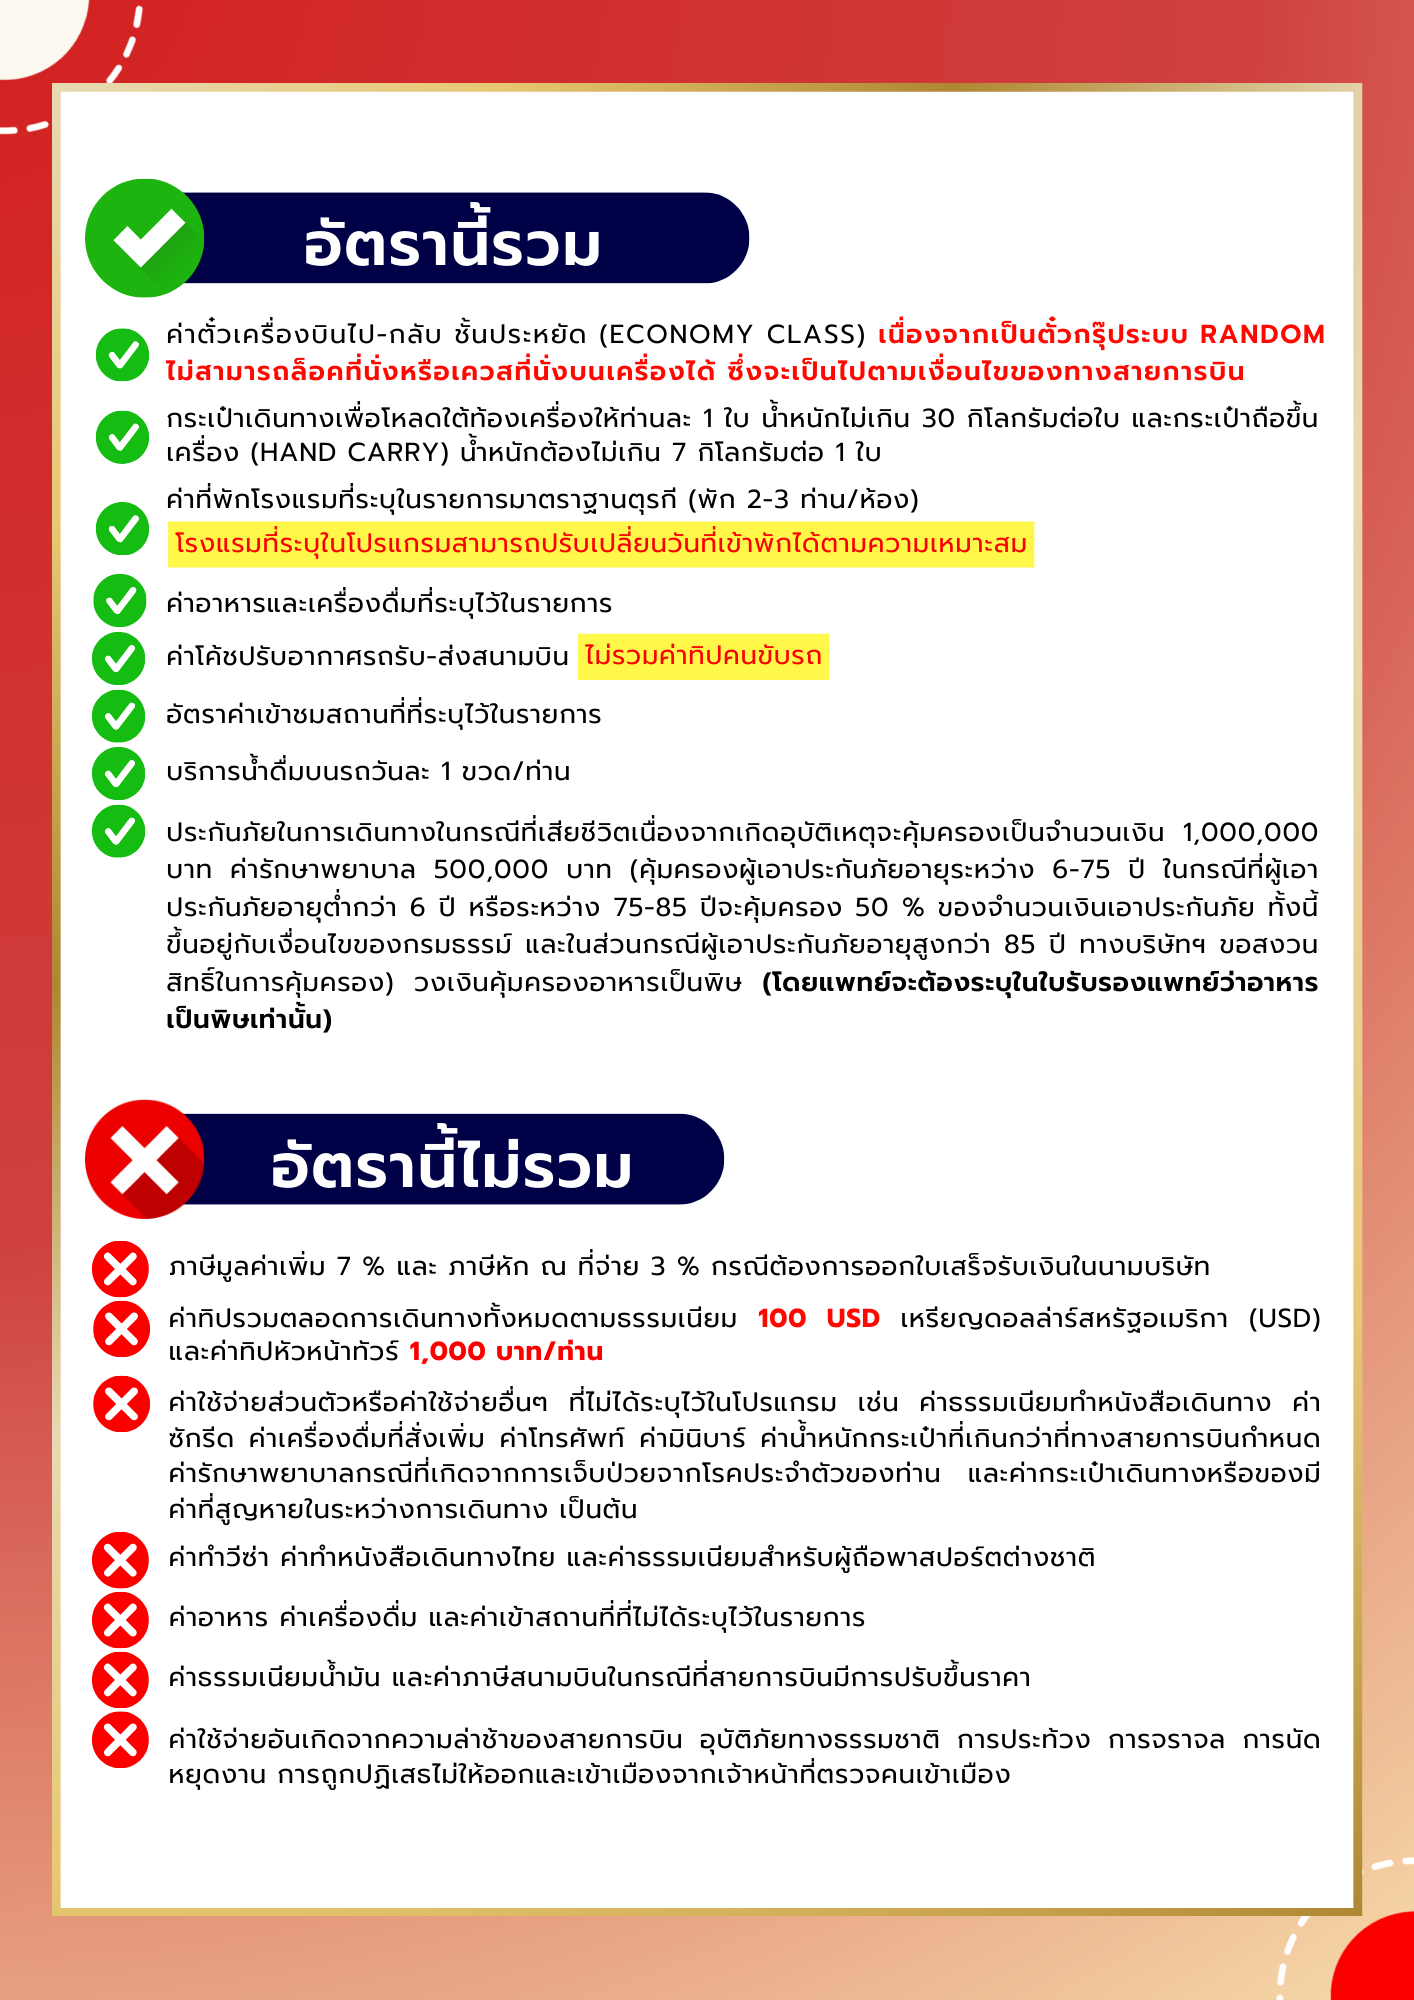 อัตรานี้รวม
ค่าตั๋วเครื่องบินไป-กลับ ชั้นประหยัด (ECONOMY CLASS) เนื่องจากเป็นตั๋วกรุ๊ประบบ RANDOM
ไม่สามารถล็อคที่นั่งหรือเควสที่นั่งบนเครื่องได้ ซึ่งจะเป็นไปตามเงื่อนไขของทางสายการบิน
กระเป๋าเดินทางเพื่อโหลดใต้ท้องเครื่องให้ท่านละ 1 ใบ น้ำหนักไม่เกิน 30 กิโลกรัมต่อใบ และกระเป๋าถือขึ้น
เครื่อง (HAND CARRY) น้ำหนักต้องไม่เกิน 7 กิโลกรัมต่อ 1 ใบ
ค่าที่พักโรงแรมที่ระบุในรายการมาตราฐานตุรกี (พัก 2-3 ท่าน/ห้อง)
โรงแรมที่ระบุในโปรแกรมสามารถปรับเปลี่ยนวันที่เข้าพักได้ตามความเหมาะสม
ค่าอาหารและเครื่องดื่มที่ระบุไว้ในรายการ
ค่าโค้ชปรับอากาศรถรับ-ส่งสนามบิน ไม่รวมค่าทิปคนขับรถ
อัตราค่าเข้าชมสถานที่ที่ระบุไว้ในรายการ
บริการน้ำดื่มบนรถวันละ 1 ขวด/ท่าน
ประกันภัยในการเดินทางในกรณีที่เสียชีวิตเนื่องจากเกิดอุบัติเหตุจะคุ้มครองเป็นจำนวนเงิน 1,000,000
บาท ค่ารักษาพยาบาล 500,000 บาท (คุ้มครองผู้เอาประกันภัยอายุระหว่าง 6-75 ปี ในกรณีที่ผู้เอา
ประกันภัยอายุต่ำกว่า 6 ปี หรือระหว่าง 75-85 ปีจะคุ้มครอง 50 % ของจำนวนเงินเอาประกันภัย ทั้งนี้
ขึ้นอยู่กับเงื่อนไขของกรมธรรม์ และในส่วนกรณีผู้เอาประกันภัยอายุสูงกว่า 85 ปี ทางบริษัทฯ ขอสงวน
สิทธิ์ในการคุ้มครอง) วงเงินคุ้มครองอาหารเป็นพิษ (โดยแพทย์จะต้องระบุในใบรับรองแพทย์ว่าอาหาร
เป็นพิษเท่านั้น)
อัตรานี้ไม่รวม
ภาษีมูลค่าเพิ่ม 7 % และ ภาษีหัก ณ ที่จ่าย 3 % กรณีต้องการออกใบเสร็จรับเงินในนามบริษัท
ค่าทิปรวมตลอดการเดินทางทั้งหมดตามธรรมเนียม 100 USD เหรียญดอลล่าร์สหรัฐอเมริกา (USD)
และค่าทิปหัวหน้าทัวร์ 1,000 บาท/ท่าน
ค่าใช้จ่ายส่วนตัวหรือค่าใช้จ่ายอื่นๆ ที่ไม่ได้ระบุไว้ในโปรแกรม เช่น ค่าธรรมเนียมทำหนังสือเดินทาง ค่า
ซักรีด ค่าเครื่องดื่มที่สั่งเพิ่ม ค่าโทรศัพท์ ค่ามินิบาร์ ค่าน้ำหนักกระเป๋าที่เกินกว่าที่ทางสายการบินกำหนด
ค่ารักษาพยาบาลกรณีที่เกิดจากการเจ็บป่วยจากโรคประจำตัวของท่าน และค่ากระเป๋าเดินทางหรือของมี
ค่าที่สูญหายในระหว่างการเดินทาง เป็นต้น
ค่าทำวีซ่า ค่าทำหนังสือเดินทางไทย และค่าธรรมเนียมสำหรับผู้ถือพาสปอร์ตต่างชาติ
ค่าอาหาร ค่าเครื่องดื่ม และค่าเข้าสถานที่ที่ไม่ได้ระบุไว้ในรายการ
ค่าธรรมเนียมน้ำมัน และค่าภาษีสนามบินในกรณีที่สายการบินมีการปรับขึ้นราคา
ค่าใช้จ่ายอันเกิดจากความล่าช้าของสายการบิน อุบัติภัยทางธรรมชาติ การประท้วง การจราจล การนัด
หยุดงาน การถูกปฏิเสธไม่ให้ออกและเข้าเมืองจากเจ้าหน้าที่ตรวจคนเข้าเมือง